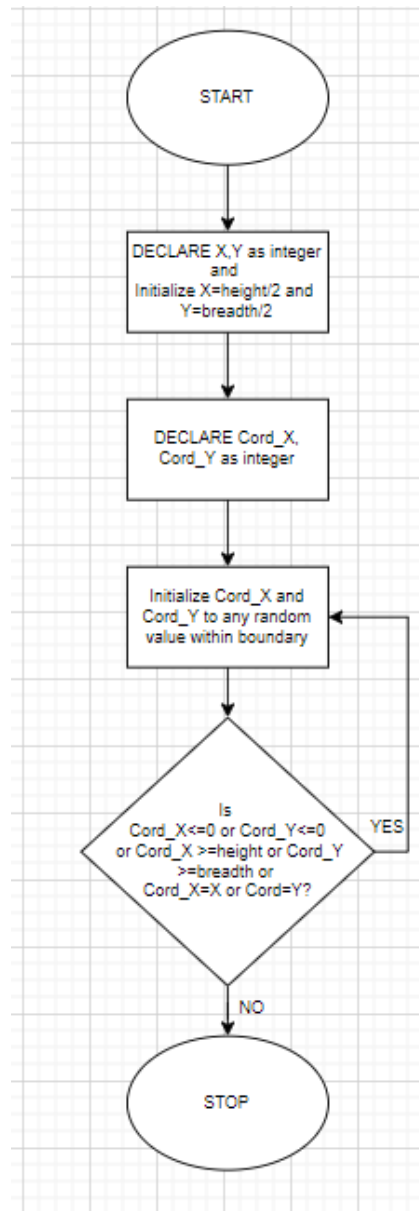 START
DECLARE X,Y as integer
and
Initialize X=height/2 and
Y=breadth/2
DECLARE Cord_X,
Cord_Y as integer
Initialize Cord_X and
Cord_Y to any random
value within boundary
Is
Cord_X<=0 or Cord_Y<=0
or Cord_X >=height or Cord_Y
>=breadth or
Cord_X=X or Cord=Y?
YES
NO
STOP